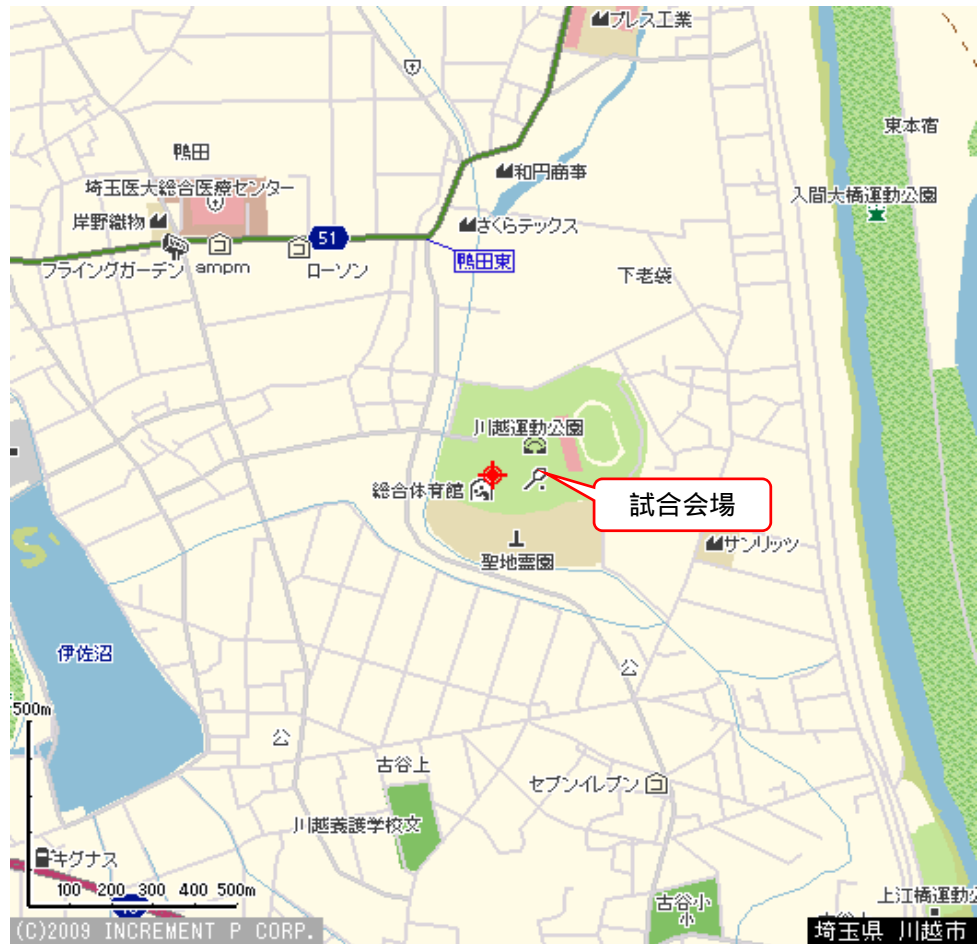 プレス工業
東本宿
鴨田
和円商事
埼玉医大総合医療センター
入間大橋運動公園
岸野織物
さくらテックス
51
フライングガーデン
ampm
ローソン
鴨田東
下老袋
川越運動公園
総合体育館
試合会場
サンリッツ
聖地霊園
伊佐沼
公
500m
公
古谷上
セブンイレブン
川越養護学校文
キグナス
100 200 300 400 500m
古谷小
小
上江橋運動公
(C)2009 INCREMENT P CORP.
埼玉県 川越市